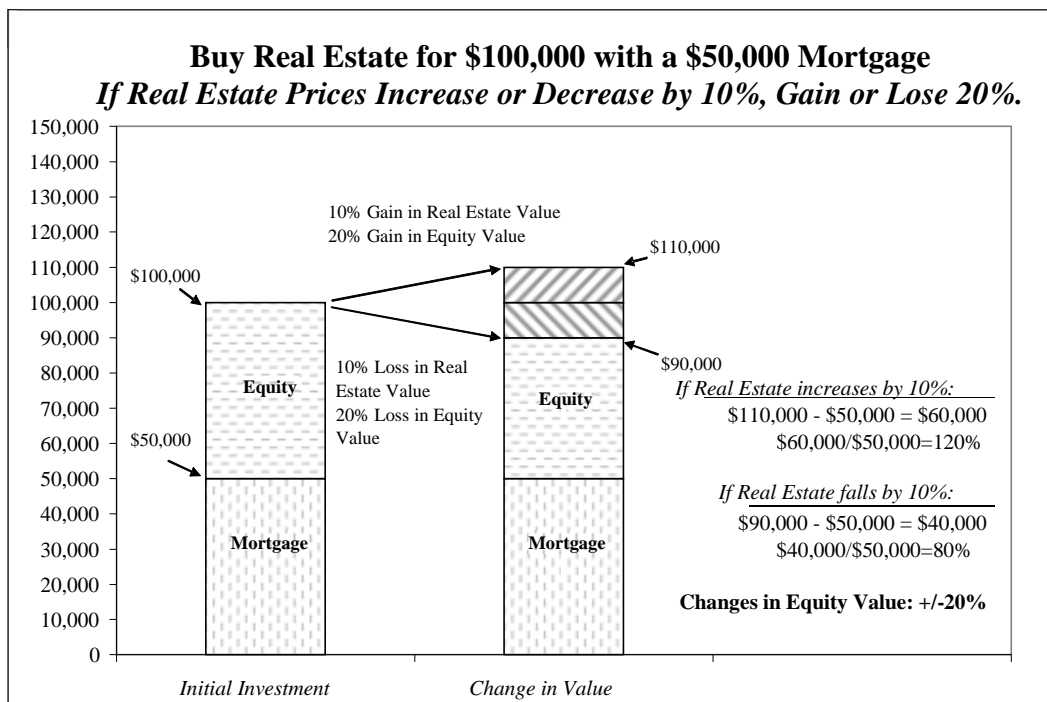 Buy Real Estate for $100,000 with a $50,000 Mortgage
If Real Estate Prices Increase or Decrease by 10%, Gain or Lose 20%.
150,000
140,000
130,000
120,000
110,000
100,000
90,000
80,000
70,000
60,000
50,000
40,000
30,000
20,000
10,000
0
$100,000
$50,000
Equity
Mortgage
10% Gain in Real Estate Value
20% Gain in Equity Value
10% Loss in Real
Estate Value
20% Loss in Equity
Value
$110,000
$90,000
Equity
Mortgage
If Real Estate increases by 10%:
$110,000 - $50,000 = $60,000
$60,000/$50,000=120%
If Real Estate falls by 10%:
$90,000 - $50,000 = $40,000
$40,000/$50,000=80%
Changes in Equity Value: +/-20%
Initial Investment
Change in Value